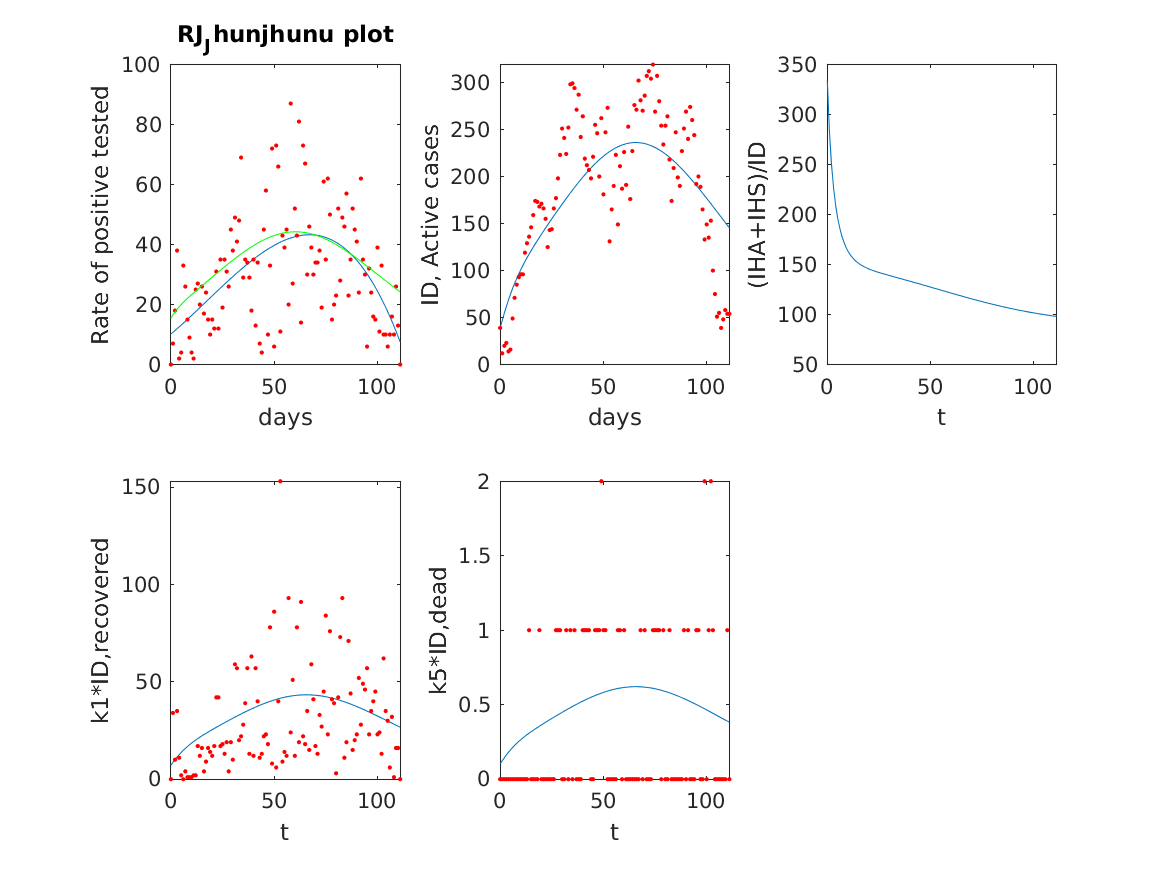 RJ_Jhunjhunu plot
Rate of positive tested
100
80
60
40
20
0
0 50 100
days
ID, Active cases
300
250
200
150
100
50
0
0 50 100
days
(IHA+IHS)/ID
350
300
250
200
150
100
50
0 50 100
t
k1*ID,recovered
150
100
50
0
0 50 100
t
k5*ID,dead
2
1.5
1
0.5
0
0 50 100
t